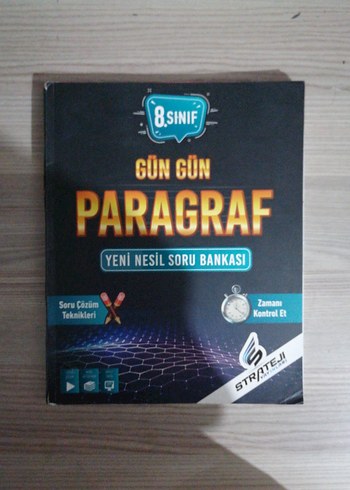 8.SINIF
GÜN GÜN
PARAGRAF
YENİ NESİL SORU BANKASI
Soru Çözüm
Teknikleri
Zamanı
Kontrol Et
STRATEJİ